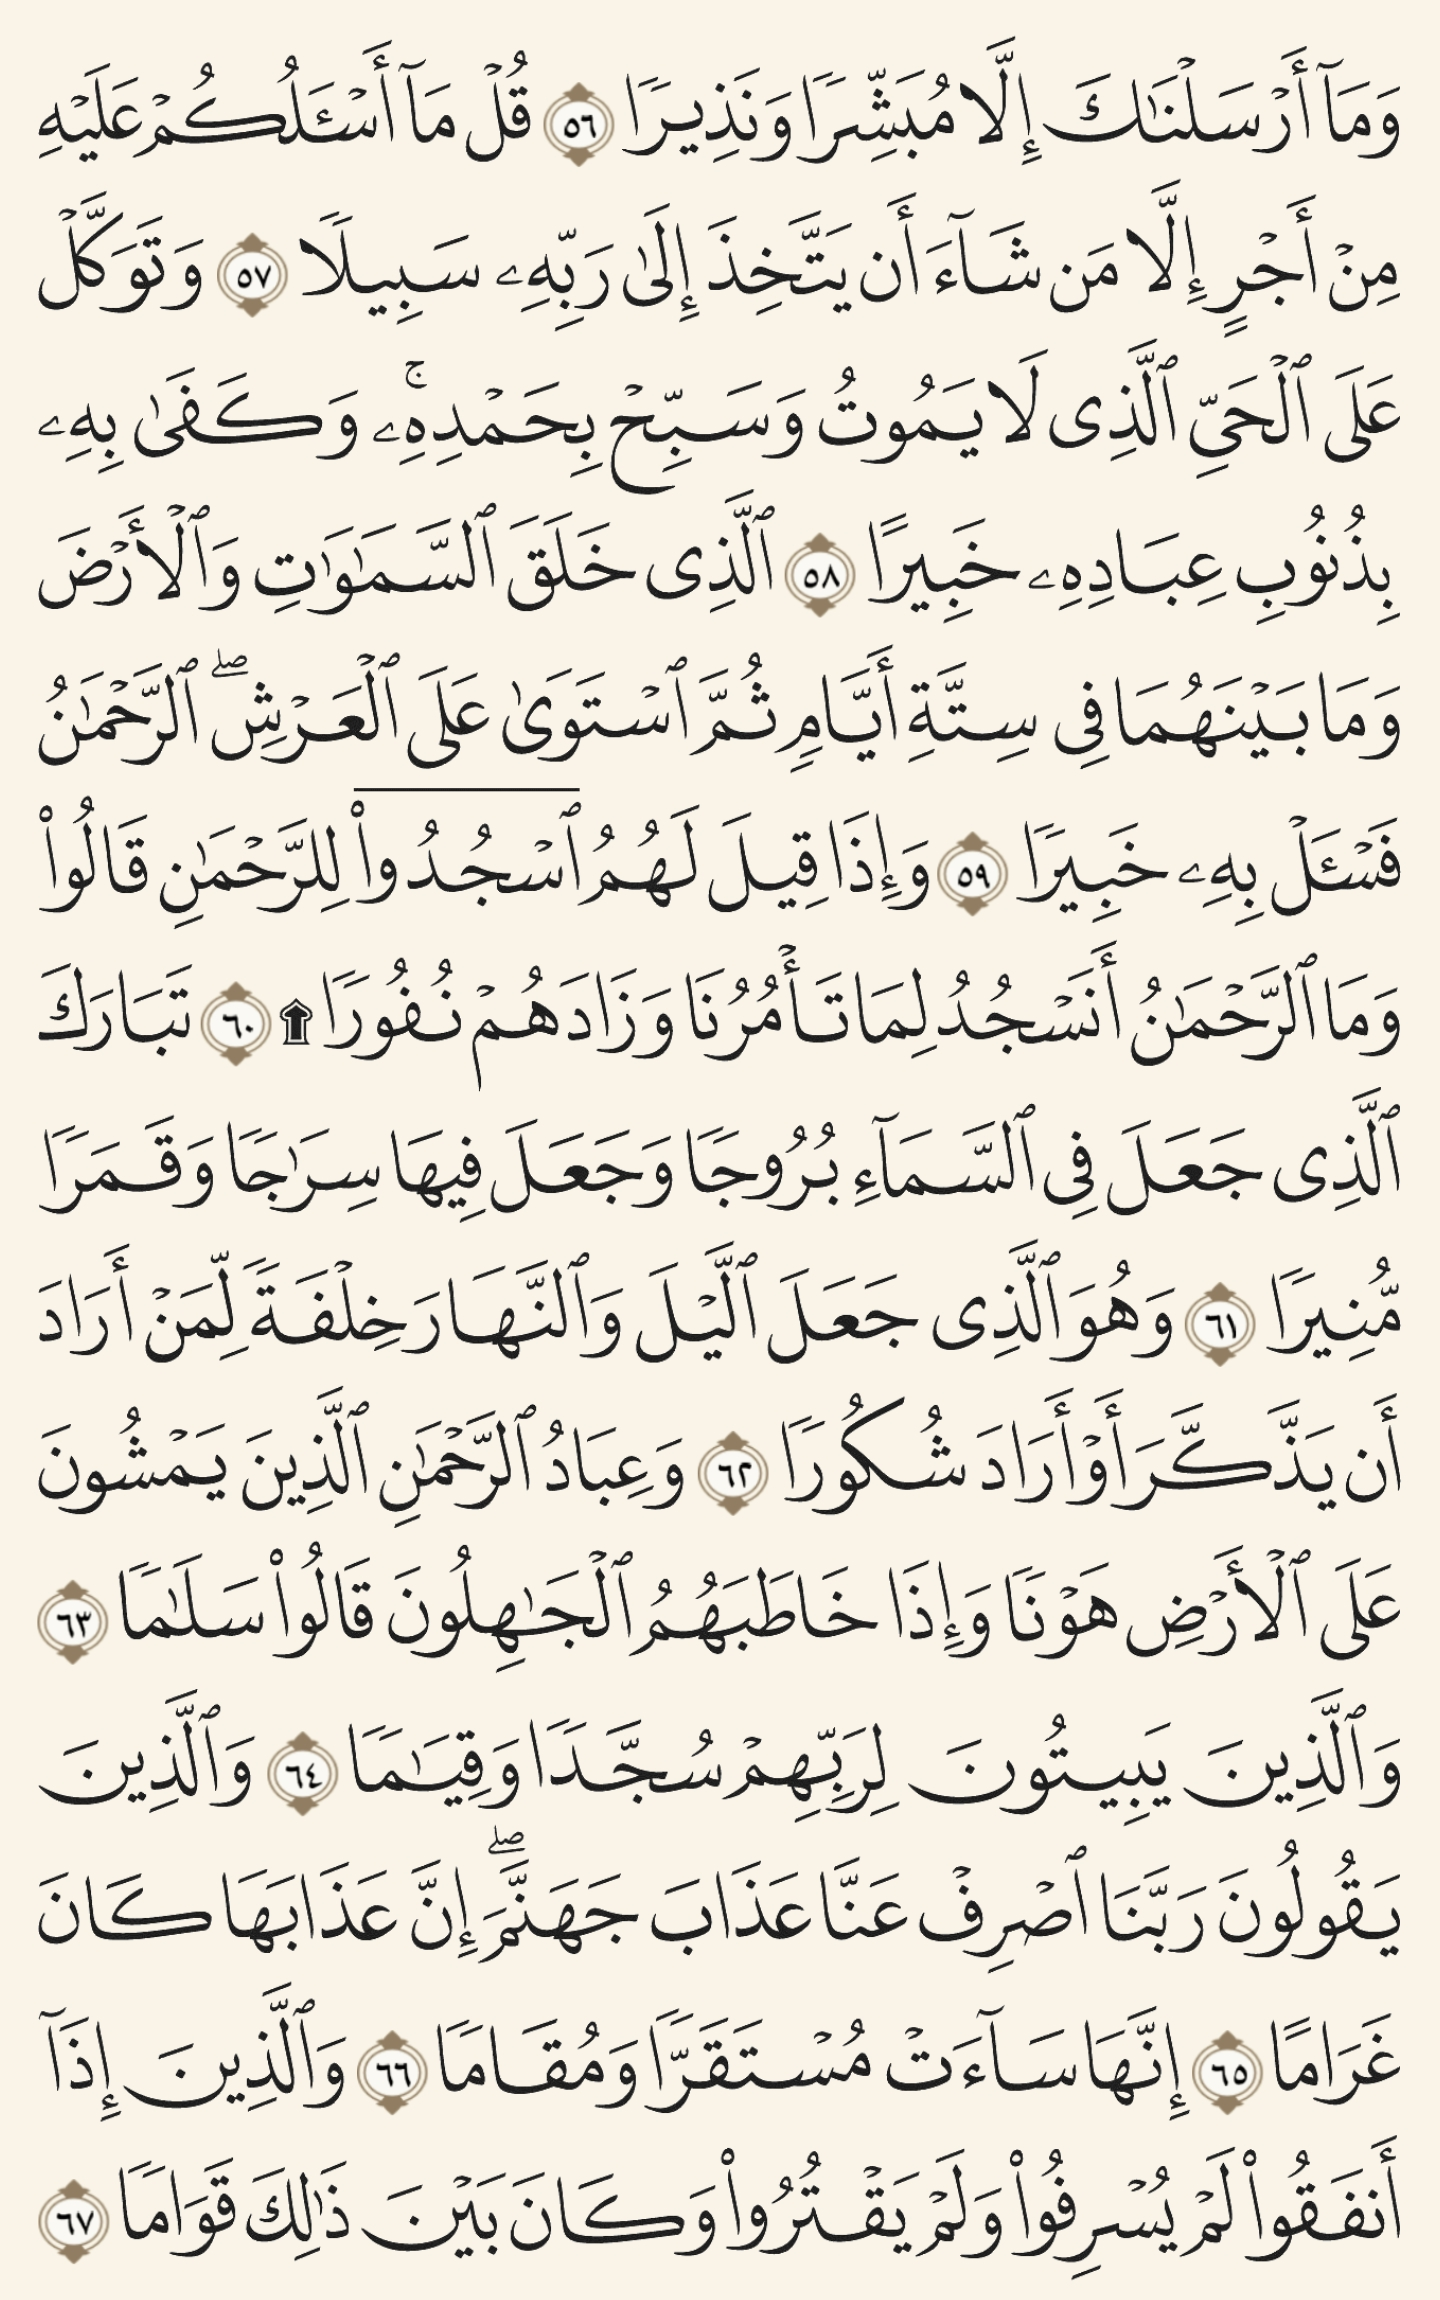 وَمَآ أَرْسَلْنَٰكَ إِلَّا مُبَشِّرًا وَنَذِيرًا ٥٦ قُلْ مَآ أَسْـَٔلُكُمْ عَلَيْهِ
مِنْ أَجْرٍ إِلَّا مَن شَآءَ أَن يَتَّخِذَ إِلَىٰ رَبِّهِۦ سَبِيلًا ٥٧ وَتَوَكَّلْ
عَلَى ٱلْحَىِّ ٱلَّذِى لَا يَمُوتُ وَسَبِّحْ بِحَمْدِهِۦ ۚ وَكَفَىٰ بِهِۦ
بِذُنُوبِ عِبَادِهِۦ خَبِيرًا ٥٨ ٱلَّذِى خَلَقَ ٱلسَّمَٰوَٰتِ وَٱلْأَرْضَ
وَمَا بَيْنَهُمَا فِى سِتَّةِ أَيَّامٍ ثُمَّ ٱسْتَوَىٰ عَلَى ٱلْعَرْشِ ۖ ٱلرَّحْمَٰنُ
فَسْـَٔلْ بِهِۦ خَبِيرًا ٥٩ وَإِذَا قِيلَ لَهُمُ ٱسْجُدُوا۟ لِلرَّحْمَٰنِ قَالُوا۟
وَمَا ٱلرَّحْمَٰنُ أَنَسْجُدُ لِمَا تَأْمُرُنَا وَزَادَهُمْ نُفُورًا ۩ ٦٠ تَبَارَكَ
ٱلَّذِى جَعَلَ فِى ٱلسَّمَآءِ بُرُوجًا وَجَعَلَ فِيهَا سِرَٰجًا وَقَمَرًا
مُّنِيرًا ٦١ وَهُوَ ٱلَّذِى جَعَلَ ٱلَّيْلَ وَٱلنَّهَارَ خِلْفَةً لِّمَنْ أَرَادَ
أَن يَذَّكَّرَ أَوْ أَرَادَ شُكُورًا ٦٢ وَعِبَادُ ٱلرَّحْمَٰنِ ٱلَّذِينَ يَمْشُونَ
عَلَى ٱلْأَرْضِ هَوْنًا وَإِذَا خَاطَبَهُمُ ٱلْجَٰهِلُونَ قَالُوا۟ سَلَٰمًا ٦٣
وَٱلَّذِينَ يَبِيتُونَ لِرَبِّهِمْ سُجَّدًا وَقِيَٰمًا ٦٤ وَٱلَّذِينَ
يَقُولُونَ رَبَّنَا ٱصْرِفْ عَنَّا عَذَابَ جَهَنَّمَ ۖ إِنَّ عَذَابَهَا كَانَ
غَرَامًا ٦٥ إِنَّهَا سَآءَتْ مُسْتَقَرًّا وَمُقَامًا ٦٦ وَٱلَّذِينَ إِذَآ
أَنفَقُوا۟ لَمْ يُسْرِفُوا۟ وَلَمْ يَقْتُرُوا۟ وَكَانَ بَيْنَ ذَٰلِكَ قَوَامًا ٦٧